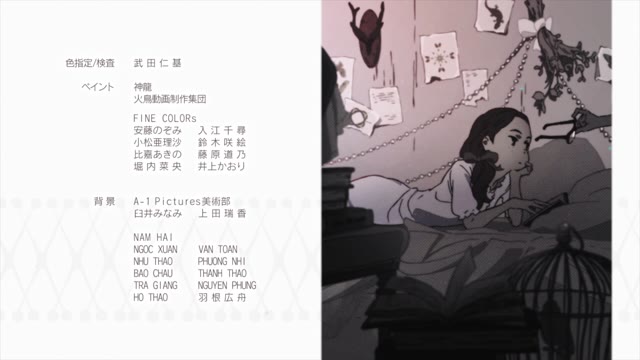 色指定/検査 武田仁基
ペイント 神龍
火鳥動画制作集団
FINE COLORs
安藤のぞみ 入江千尋
小松亜理沙 鈴木咲絵
比嘉あきの 藤原道乃
堀内菜央 井上かおり
背景 A-1 Pictures美術部
臼井みなみ 上田瑞香
NAM HAI
NGOC XUAN VAN TOAN
NHU THAO PHUONG NHI
BAO CHAU THANH THAO
TRA GIANG NGUYEN PHUNG
HO THAO 羽根広舟